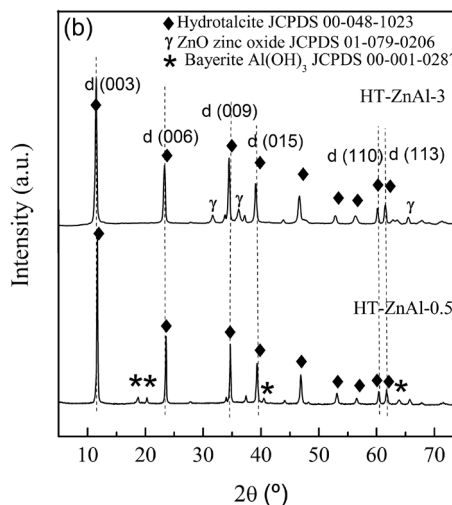 (b)
◆ Hydrotalcite JCPDS 00-048-1023
γ ZnO zinc oxide JCPDS 01-079-0206
* Bayerite Al(OH)₃ JCPDS 00-001-0287
d (003)
HT-ZnAl-3
d (009)
d (006)
d (015)
d (110)
d (113)
γ γ γ
HT-ZnAl-0.5
** * *
Intensity (a.u.)
5 10 20 30 40 50 60 70
2θ (º)